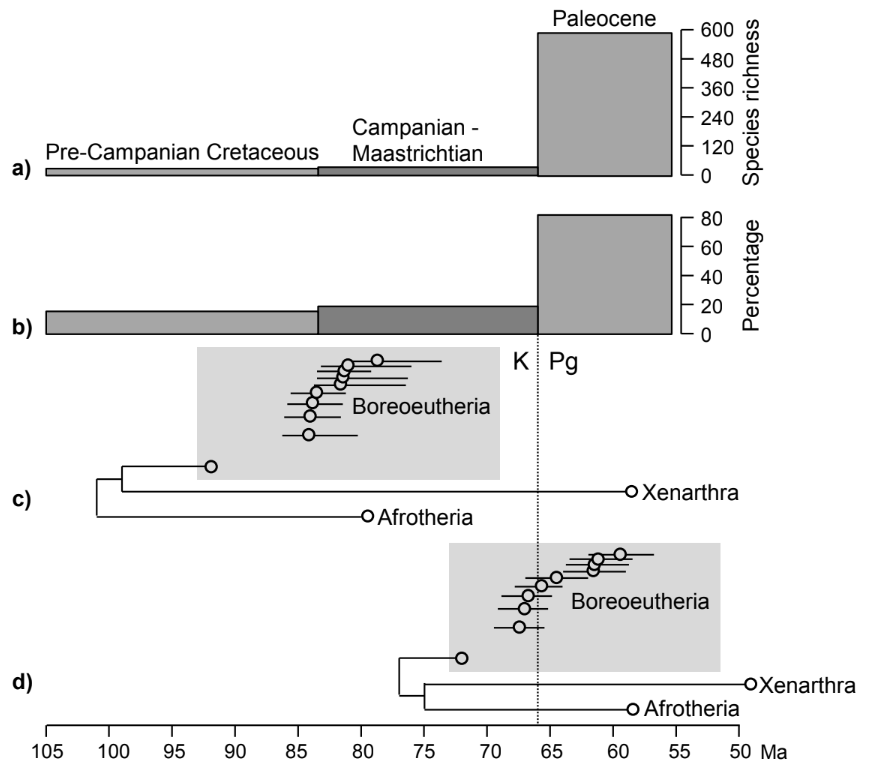 Paleocene
600
480
360
240
120
0
Species richness
Pre-Campanian Cretaceous
Campanian -
Maastrichtian
a)
80
60
40
20
0
Percentage
b)
K Pg
Boreoeutheria
c)
Xenarthra
Afrotheria
Boreoeutheria
d)
Xenarthra
Afrotheria
105 100 95 90 85 80 75 70 65 60 55 50 Ma